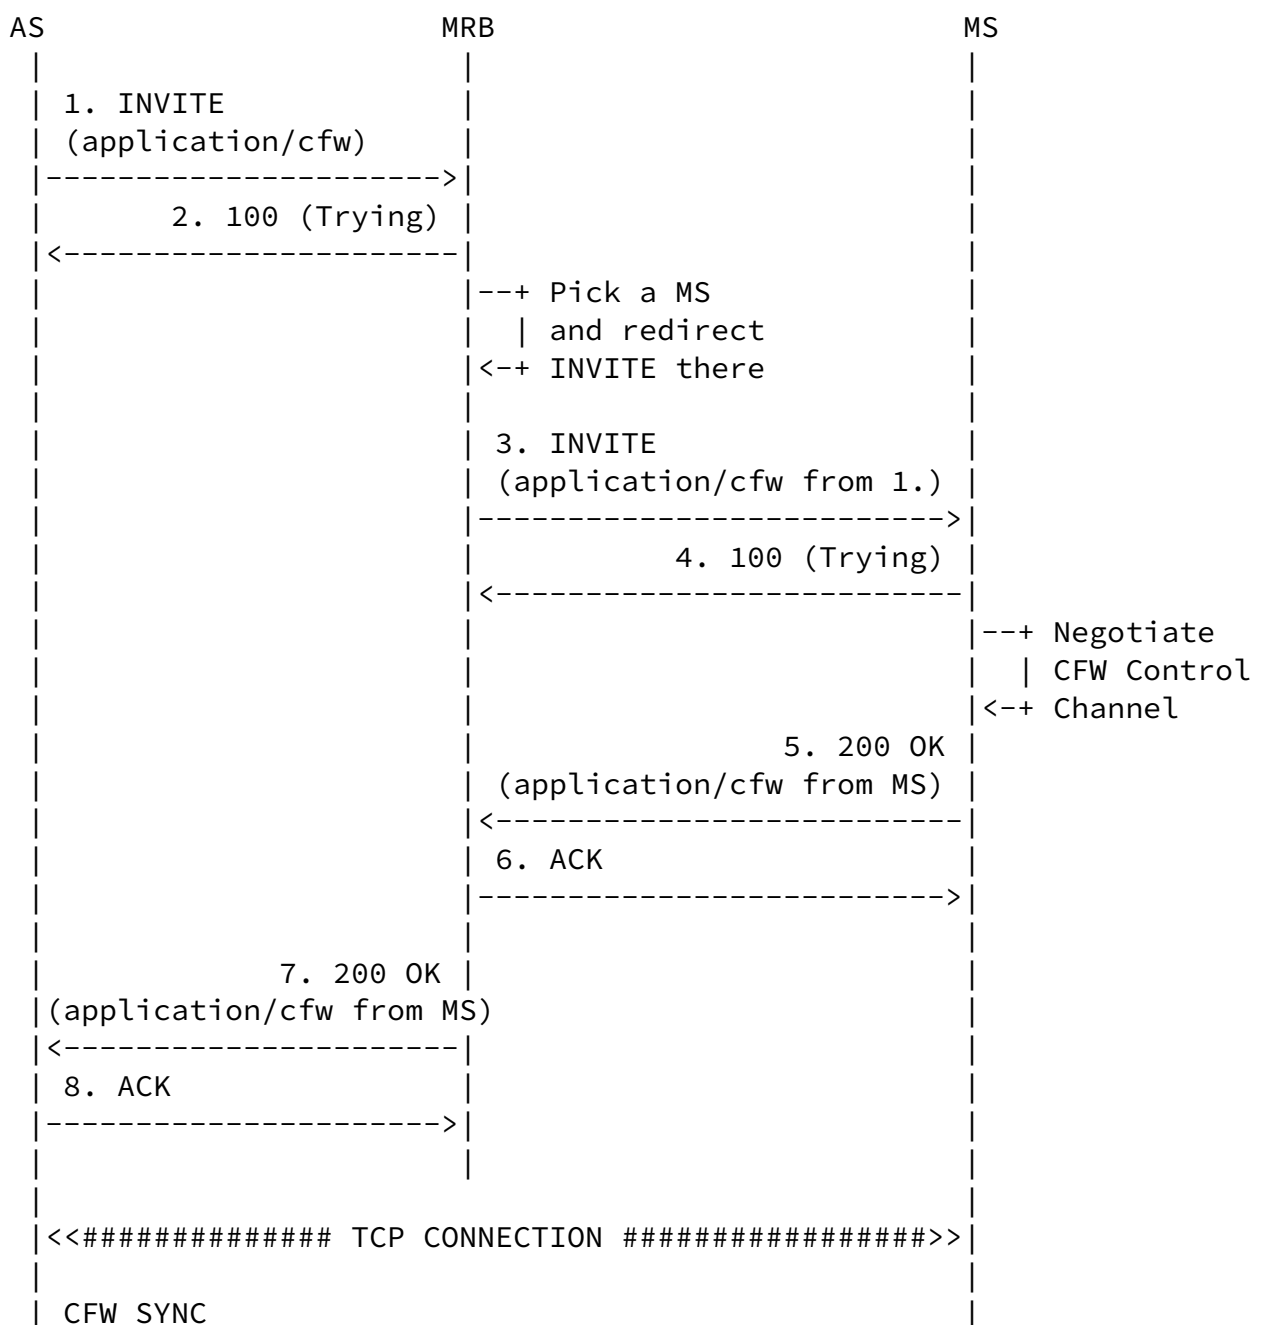 AS MRB MS
1. INVITE
(application/cfw)
2. 100 (Trying)
--+ Pick a MS
| and redirect
<-+ INVITE there
3. INVITE
(application/cfw from 1.)
4. 100 (Trying)
--+ Negotiate
| CFW Control
<-+ Channel
5. 200 OK
(application/cfw from MS)
6. ACK
7. 200 OK
(application/cfw from MS)
8. ACK
<<############## TCP CONNECTION #################>>
CFW SYNC